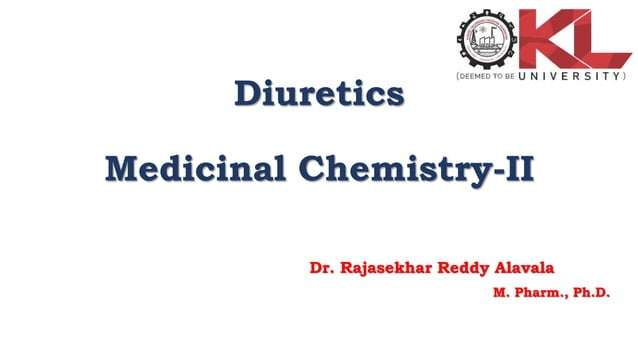 KL
(DEEMED TO BE UNIVERSITY)
Diuretics
Medicinal Chemistry-II
Dr. Rajasekhar Reddy Alavala
M. Pharm., Ph.D.